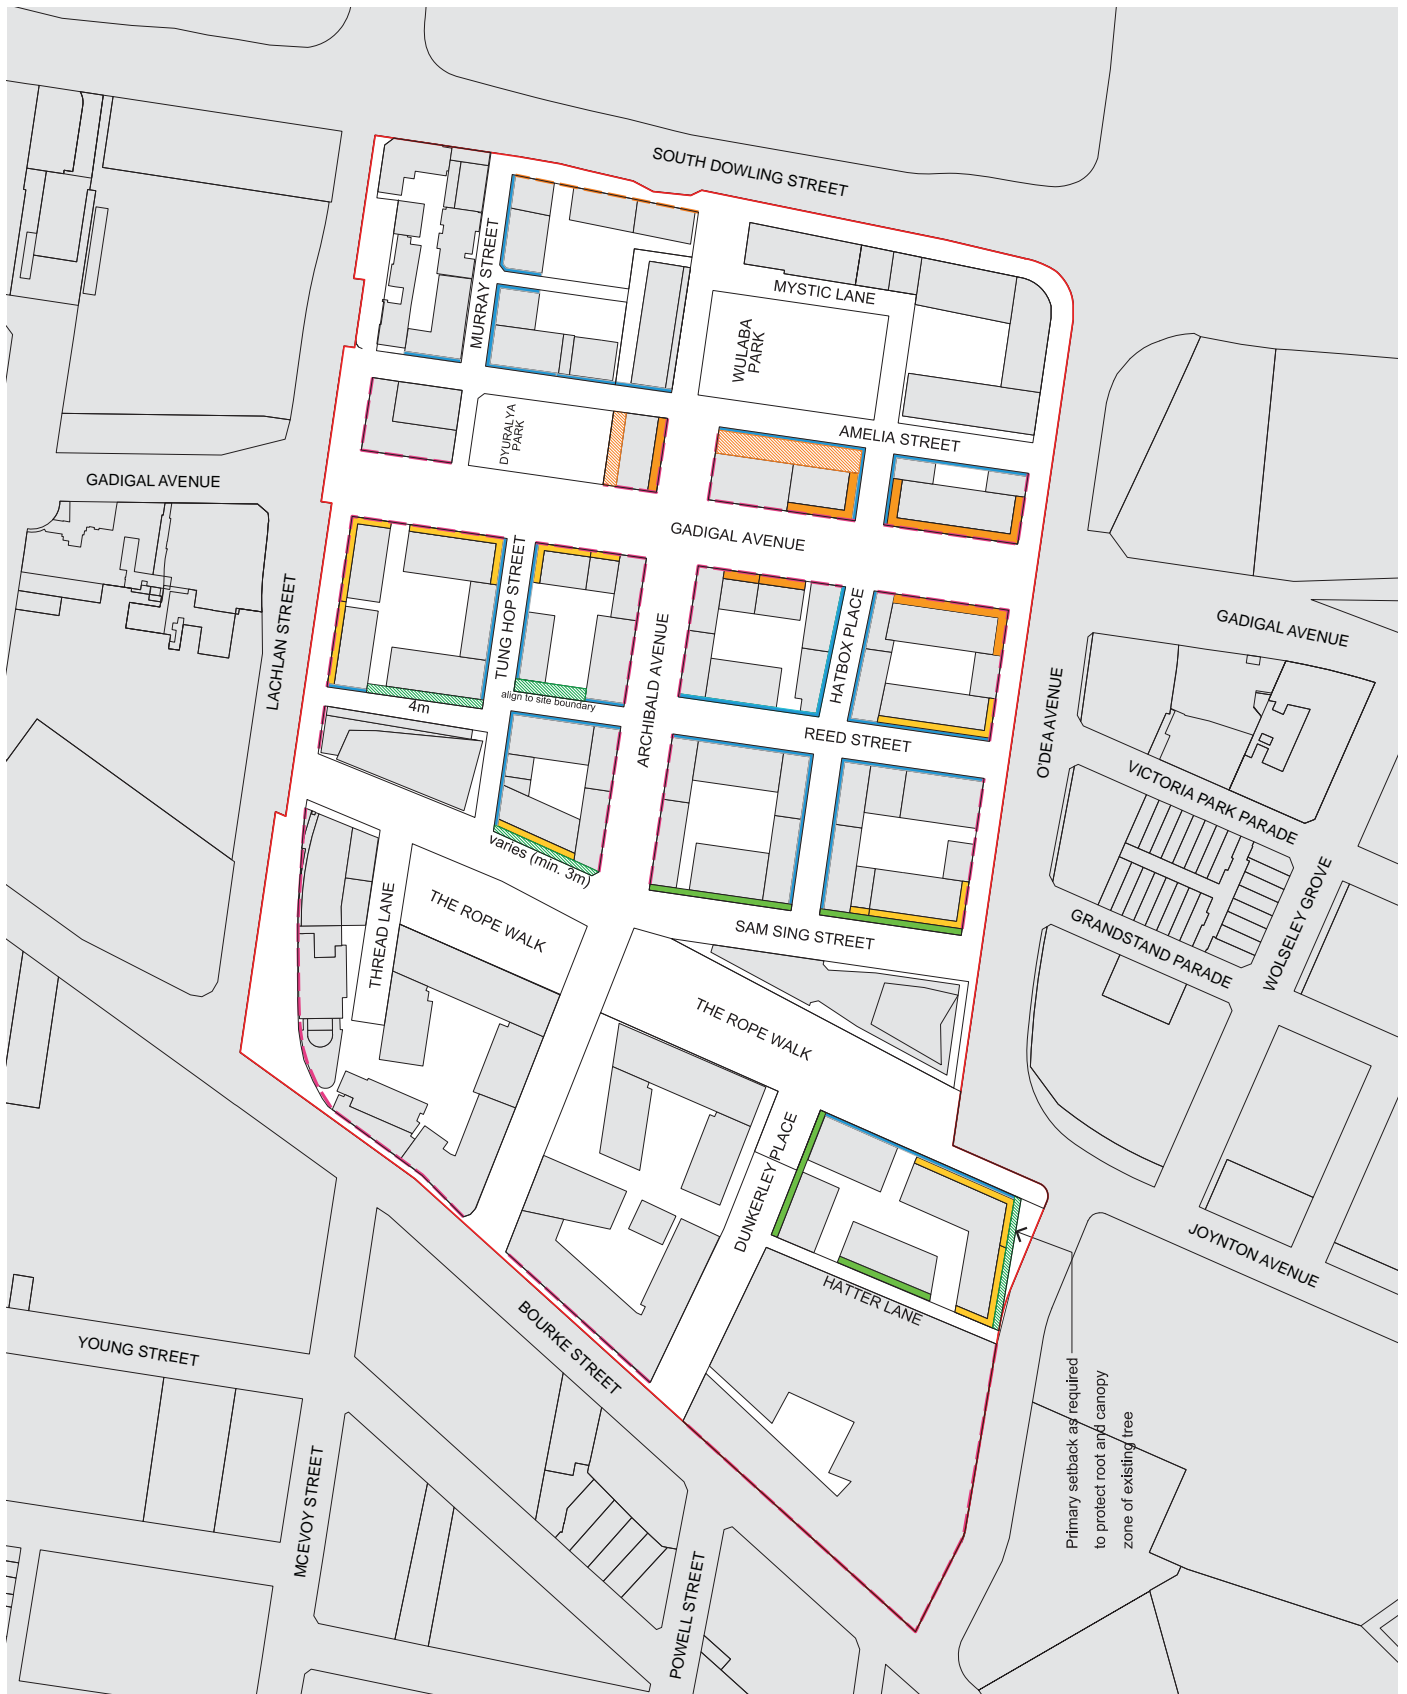 SOUTH DOWLING STREET
MURRAY STREET
MYSTIC LANE
WULABA
PARK
DYURALYA
PARK
AMELIA STREET
GADIGAL AVENUE
GADIGAL AVENUE
TUNG HOP STREET
LACHLAN STREET
HATBOX PLACE
ARCHIBALD AVENUE
GADIGAL AVENUE
align to site boundary
4m
REED STREET
O'DEA AVENUE
VICTORIA PARK PARADE
varies (min. 3m)
WOLSELEY GROVE
THREAD LANE
THE ROPE WALK
SAM SING STREET
GRANDSTAND PARADE
THE ROPE WALK
DUNKERLEY PLACE
JOYNTON AVENUE
HATTER LANE
BOURKE STREET
YOUNG STREET
Primary setback as required
to protect root and canopy
zone of existing tree
MCEVOY STREET
POWELL STREET